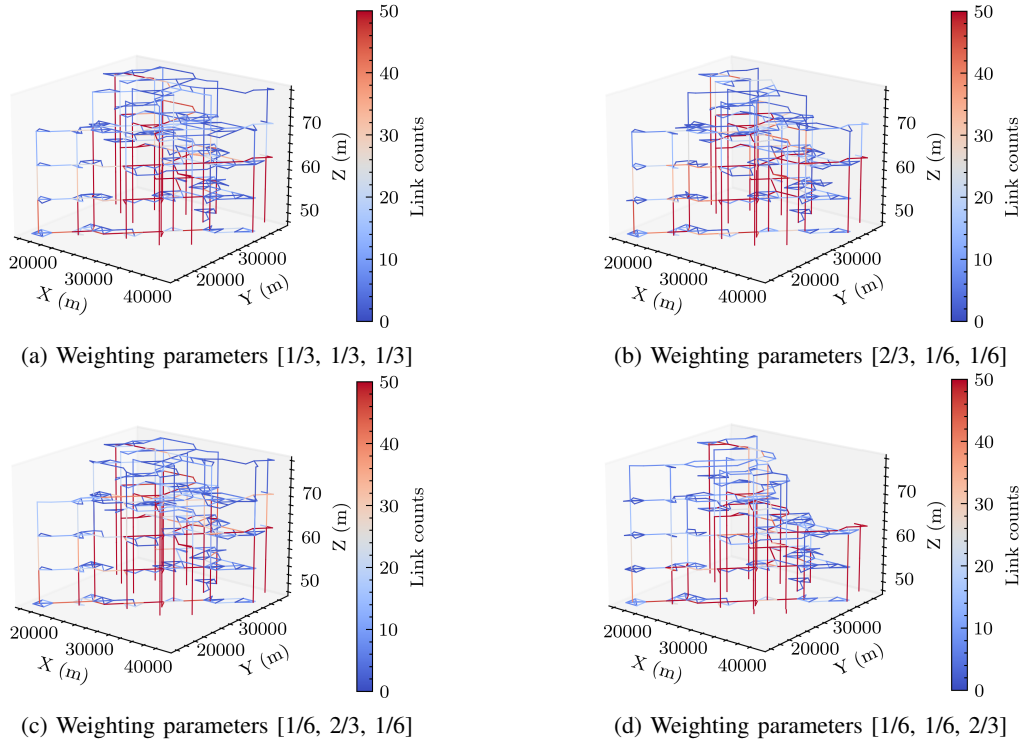 50
40
30
20
10
0
Link counts
70
60
50
Z (m)
20000
30000
40000
X (m)
20000
30000
Y (m)
(a) Weighting parameters [1/3, 1/3, 1/3]
50
40
30
20
10
0
Link counts
70
60
50
Z (m)
20000
30000
40000
X (m)
20000
30000
Y (m)
(b) Weighting parameters [2/3, 1/6, 1/6]
50
40
30
20
10
0
Link counts
70
60
50
Z (m)
20000
30000
40000
X (m)
20000
30000
Y (m)
(c) Weighting parameters [1/6, 2/3, 1/6]
50
40
30
20
10
0
Link counts
70
60
50
Z (m)
20000
30000
40000
X (m)
20000
30000
Y (m)
(d) Weighting parameters [1/6, 1/6, 2/3]